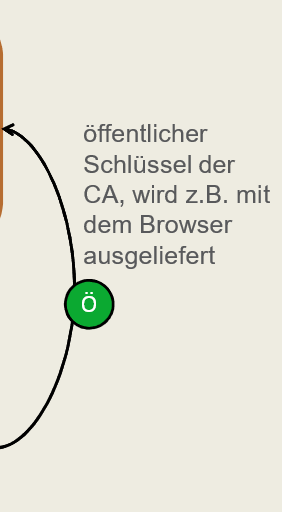 öffentlicher
Schlüssel der
CA, wird z.B. mit
dem Browser
ausgeliefert
Ö